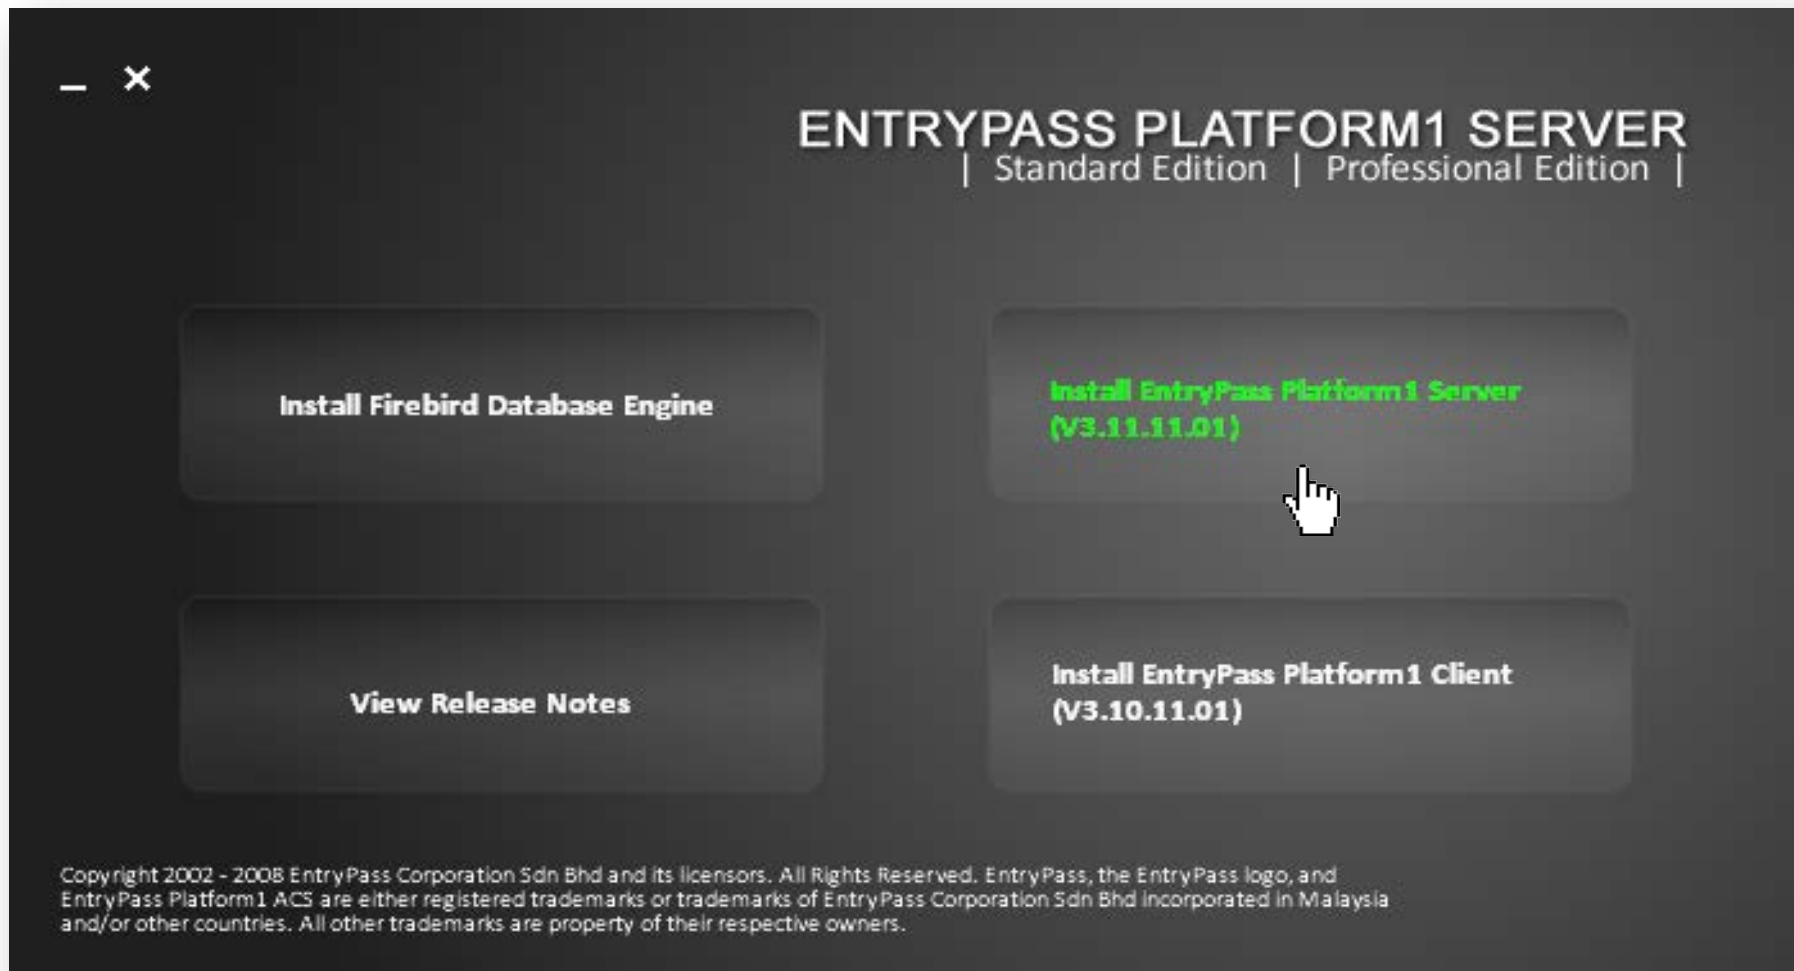 ENTRYPASS PLATFORM1 SERVER
| Standard Edition | Professional Edition |
Install Firebird Database Engine
Install EntryPass Platform1 Server
(V3.11.11.01)
View Release Notes
Install EntryPass Platform1 Client
(V3.10.11.01)
Copyright 2002 - 2008 EntryPass Corporation Sdn Bhd and its licensors. All Rights Reserved. EntryPass, the EntryPass logo, and
EntryPass Platform1 ACS are either registered trademarks or trademarks of EntryPass Corporation Sdn Bhd incorporated in Malaysia
and/or other countries. All other trademarks are property of their respective owners.